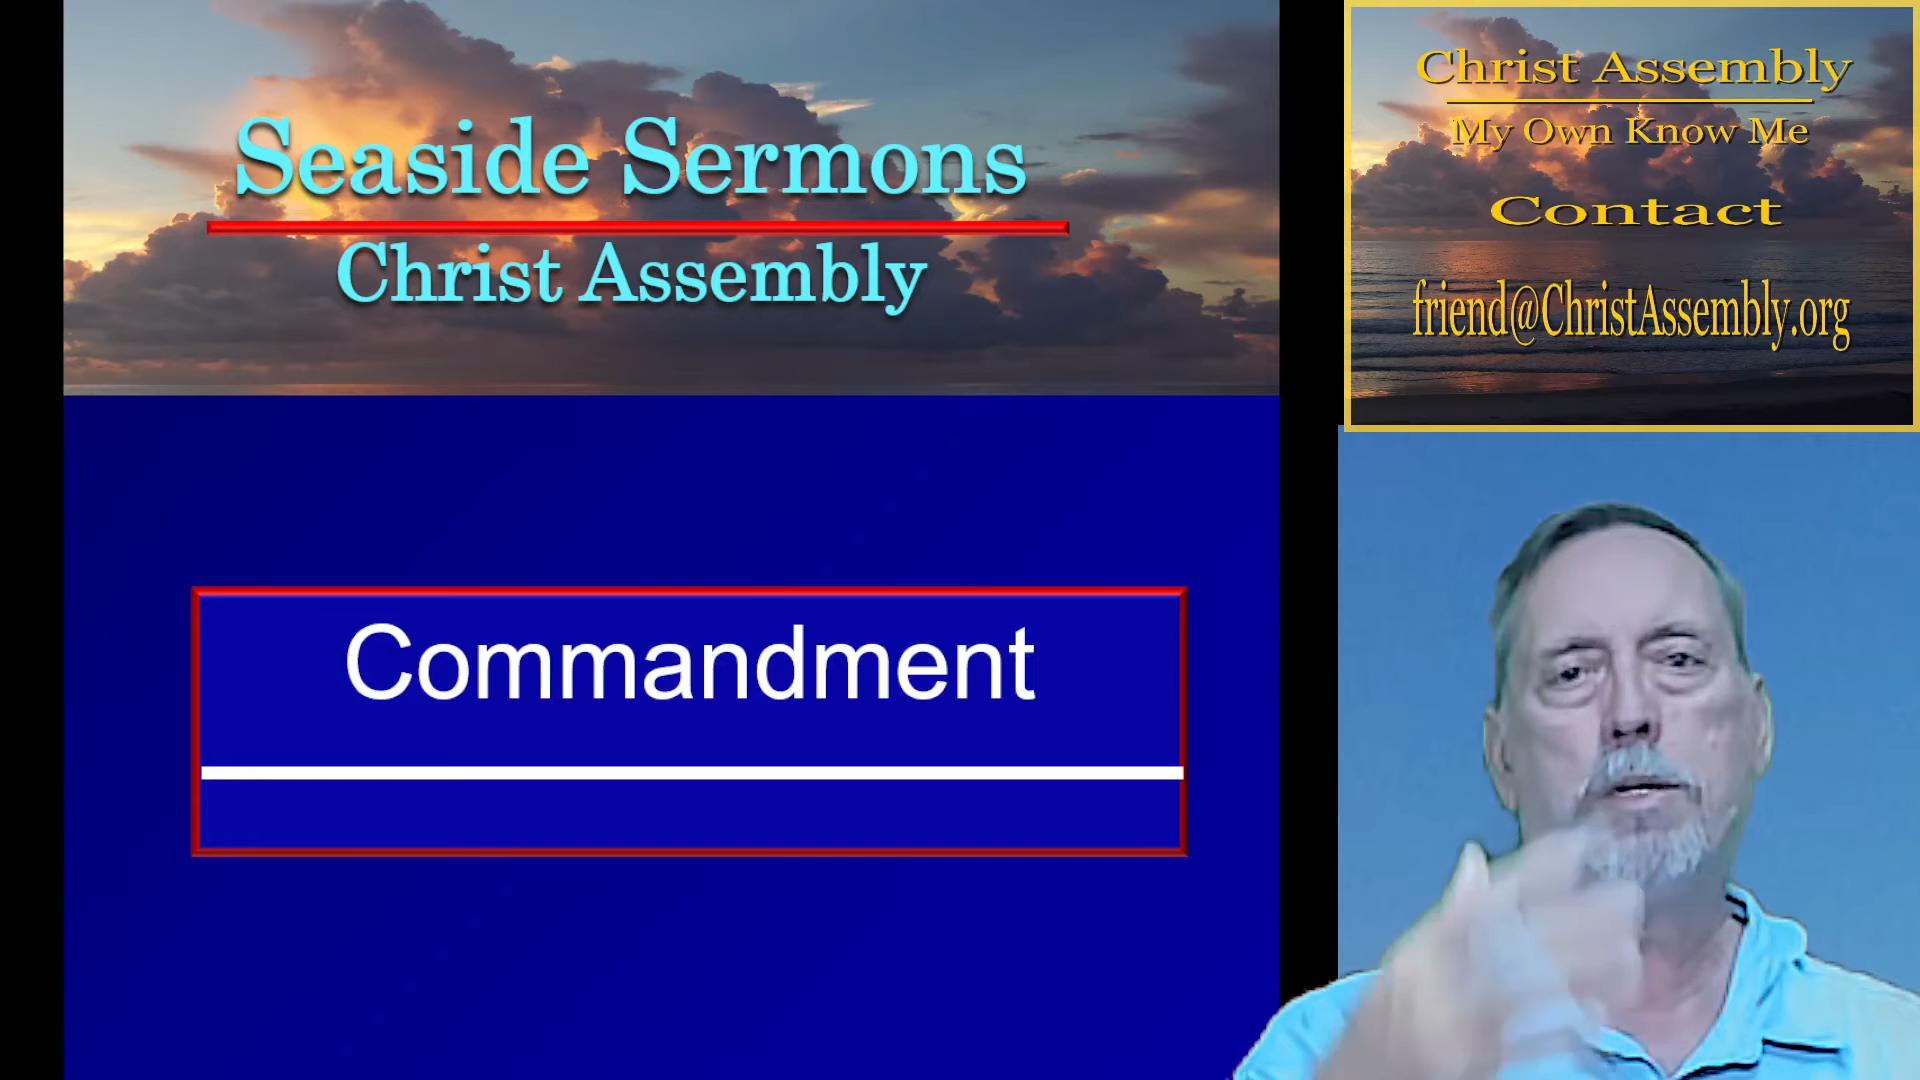 Seaside Sermons
Christ Assembly
Commandment
Christ Assembly
My Own Know Me
Contact
friend@ChristAssembly.org